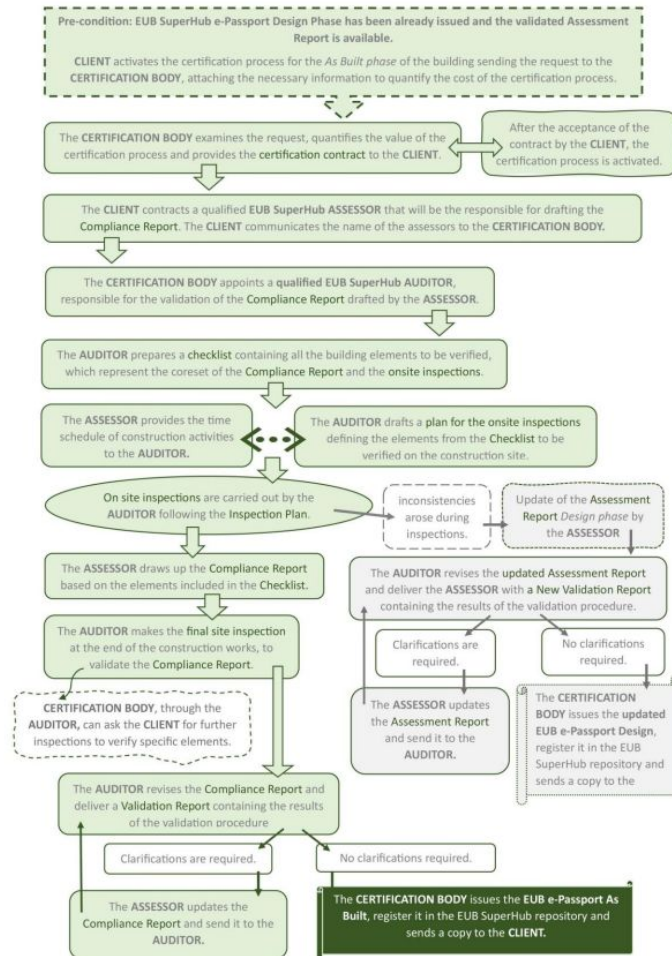 Pre-condition: EUB SuperHub e-Passport Design Phase has been already issued and the validated Assessment
Report is available.
CLIENT activates the certification process for the As Built phase of the building sending the request to the
CERTIFICATION BODY, attaching the necessary information to quantify the cost of the certification process.
The CERTIFICATION BODY examines the request, quantifies the value of the
certification process and provides the certification contract to the CLIENT.
After the acceptance of the
contract by the CLIENT, the
certification process is activated.
The CLIENT contracts a qualified EUB SuperHub ASSESSOR that will be the responsible for drafting the
Compliance Report. The CLIENT communicates the name of the assessors to the CERTIFICATION BODY.
The CERTIFICATION BODY appoints a qualified EUB SuperHub AUDITOR,
responsible for the validation of the Compliance Report drafted by the ASSESSOR.
The AUDITOR prepares a checklist containing all the building elements to be verified,
which represent the coreset of the Compliance Report and the onsite inspections.
The ASSESSOR provides the time
schedule of construction activities
to the AUDITOR.
The AUDITOR drafts a plan for the onsite inspections
defining the elements from the Checklist to be
verified on the construction site.
On site inspections are carried out by the
AUDITOR following the Inspection Plan.
inconsistencies
arose during
inspections.
Update of the Assessment
Report Design phase by
the ASSESSOR
The ASSESSOR draws up the Compliance Report
based on the elements included in the Checklist.
The AUDITOR revises the updated Assessment Report
and deliver the ASSESSOR with a New Validation Report
containing the results of the validation procedure.
The AUDITOR makes the final site inspection
at the end of the construction works, to
validate the Compliance Report.
Clarifications are
required.
No clarifications
required.
CERTIFICATION BODY, through the
AUDITOR, can ask the CLIENT for further
inspections to verify specific elements.
The ASSESSOR updates
the Assessment Report
and send it to the
AUDITOR.
The CERTIFICATION
BODY issues the updated
EUB e-Passport Design,
register it in the EUB
SuperHub repository and
sends a copy to the
The AUDITOR revises the Compliance Report and
deliver a Validation Report containing the results
of the validation procedure
Clarifications are required.
No clarifications required.
The ASSESSOR updates the
Compliance Report and send it to the
AUDITOR.
The CERTIFICATION BODY issues the EUB e-Passport As
Built, register it in the EUB SuperHub repository and
sends a copy to the CLIENT.